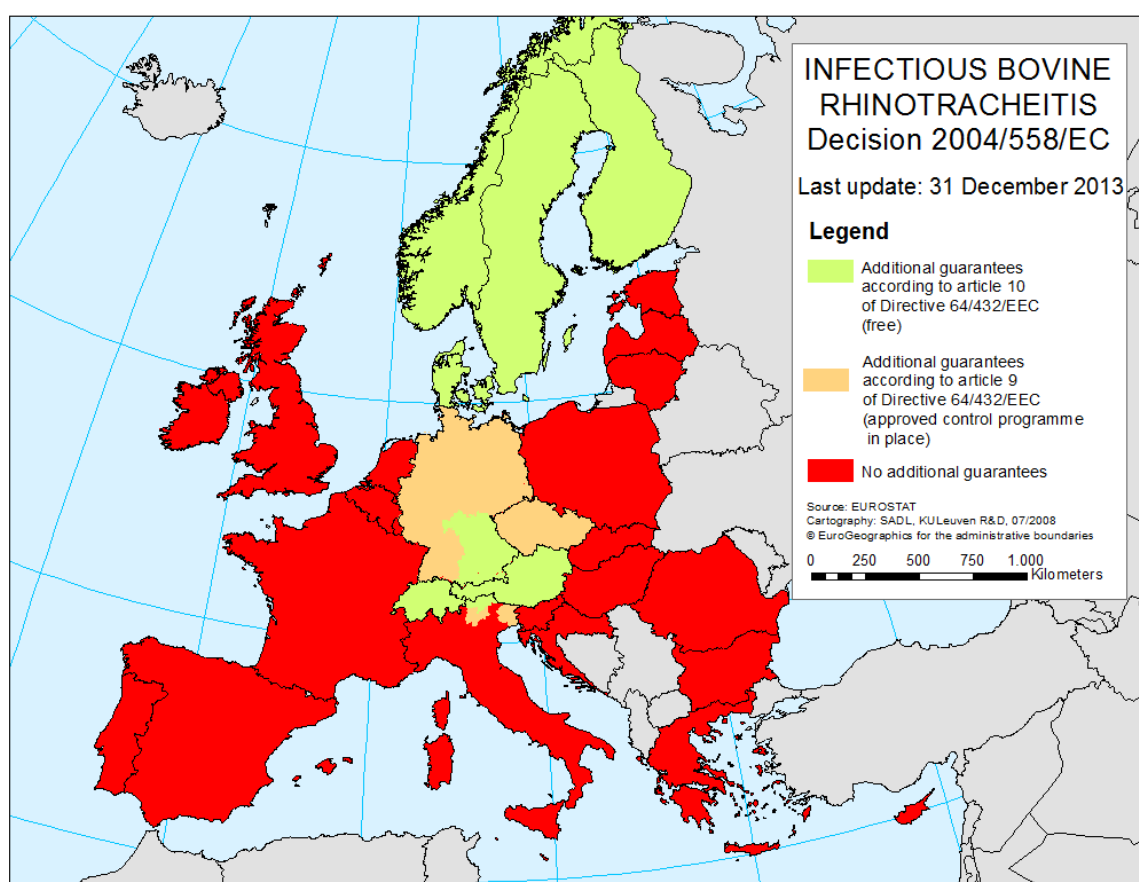 INFECTIOUS BOVINE
RHINOTRACHEITIS
Decision 2004/558/EC
Last update: 31 December 2013
Legend
Additional guarantees
according to article 10
of Directive 64/432/EEC
(free)
Additional guarantees
according to article 9
of Directive 64/432/EEC
(approved control programme
in place)
No additional guarantees
Source: EUROSTAT
Cartography: SADL, KULeuven R&D, 07/2008
© EuroGeographics for the administrative boundaries
0 250 500 750 1.000
Kilometers